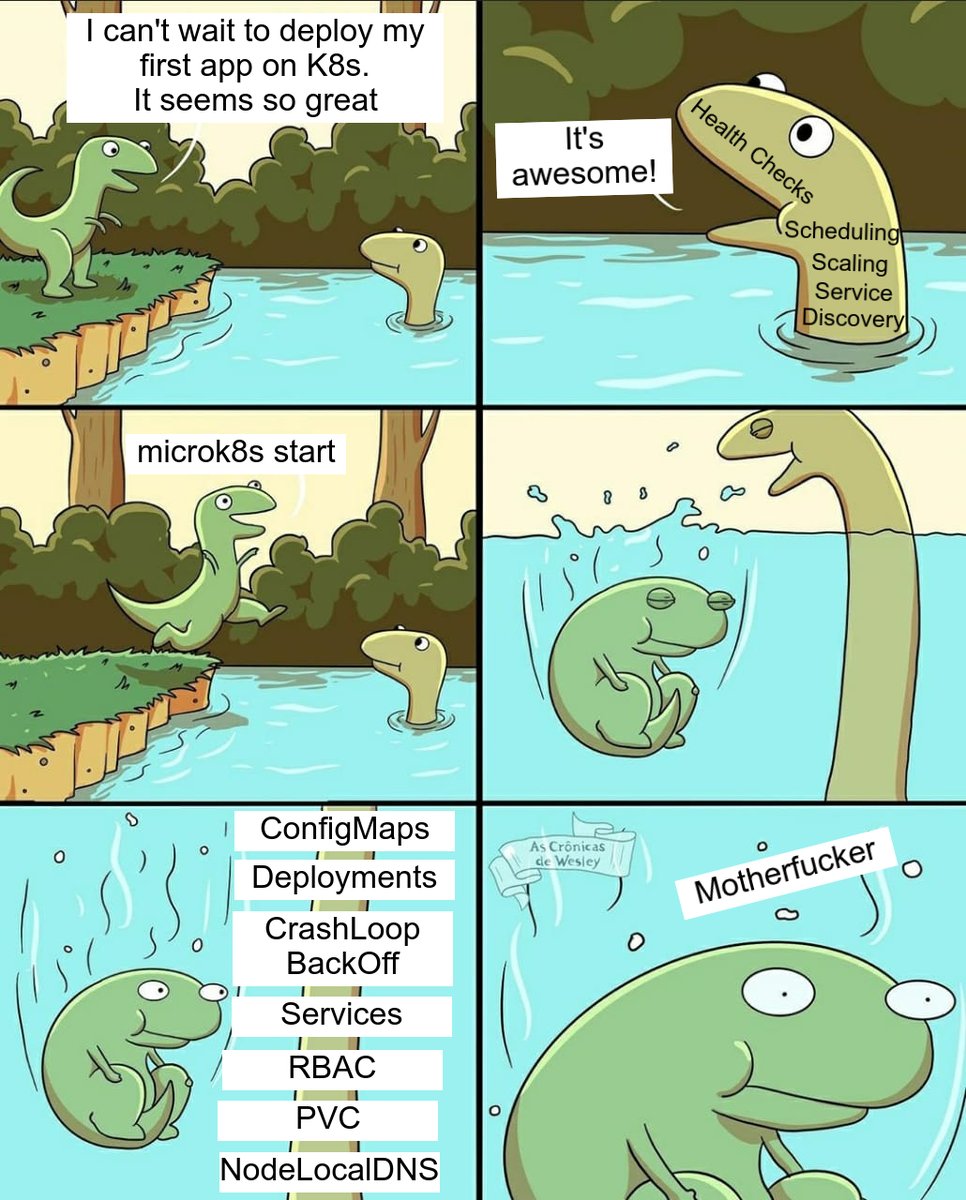 I can't wait to deploy my
first app on K8s.
It seems so great
It's
awesome!
Health Checks
Scheduling
Scaling
Service
Discovery
microk8s start
ConfigMaps
Deployments
CrashLoop
BackOff
Services
RBAC
PVC
NodeLocalDNS
As Crônicas
de Wesley
Motherfucker